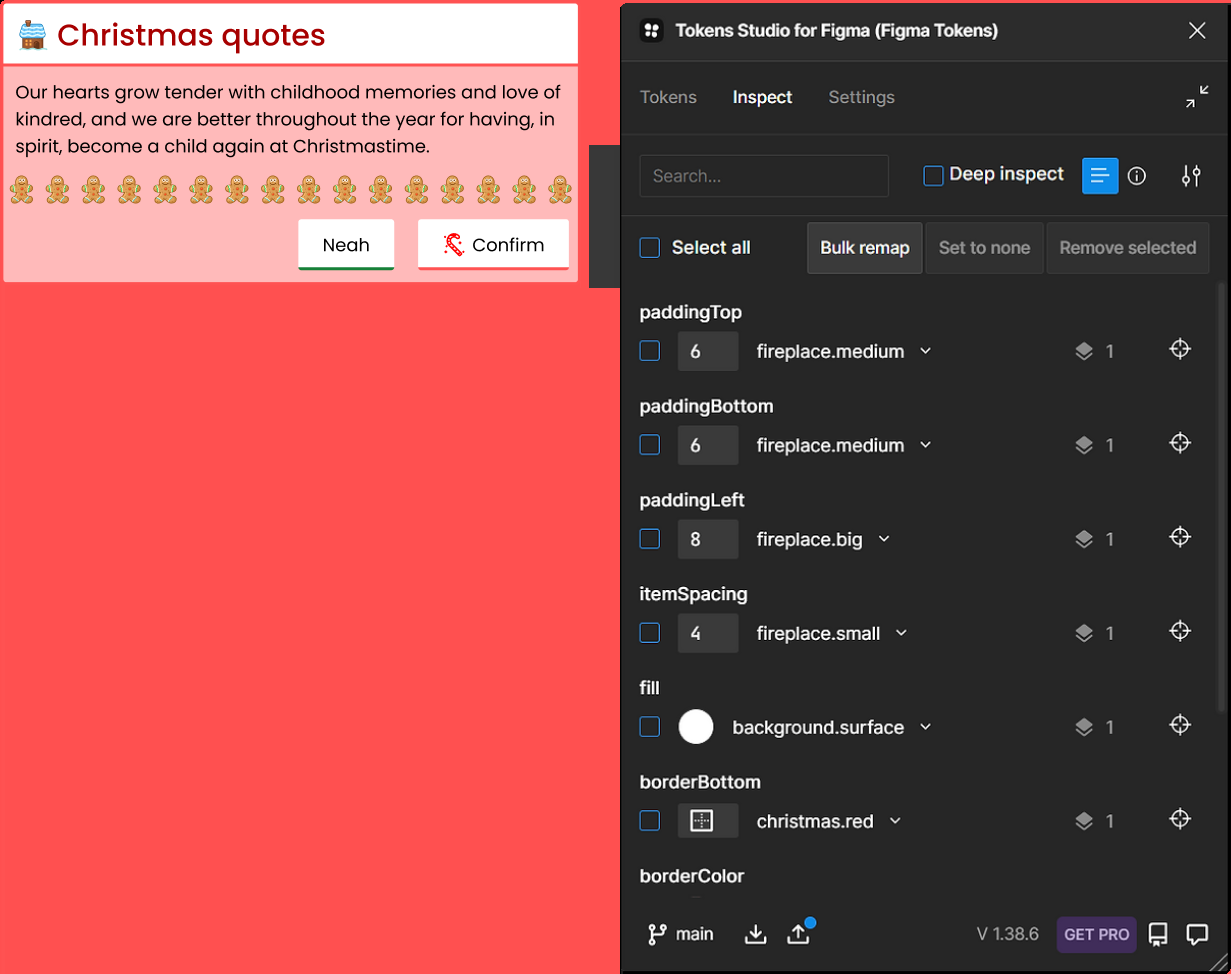 Christmas quotes
Our hearts grow tender with childhood memories and love of
kindred, and we are better throughout the year for having, in
spirit, become a child again at Christmastime.
Neah
Confirm
Tokens Studio for Figma (Figma Tokens)
Tokens Inspect Settings
Search...
Deep inspect
Select all
Bulk remap
Set to none
Remove selected
paddingTop
6 fireplace.medium 1
paddingBottom
6 fireplace.medium 1
paddingLeft
8 fireplace.big 1
itemSpacing
4 fireplace.small 1
fill
background.surface 1
borderBottom
christmas.red 1
borderColor
main
V 1.38.6
GET PRO